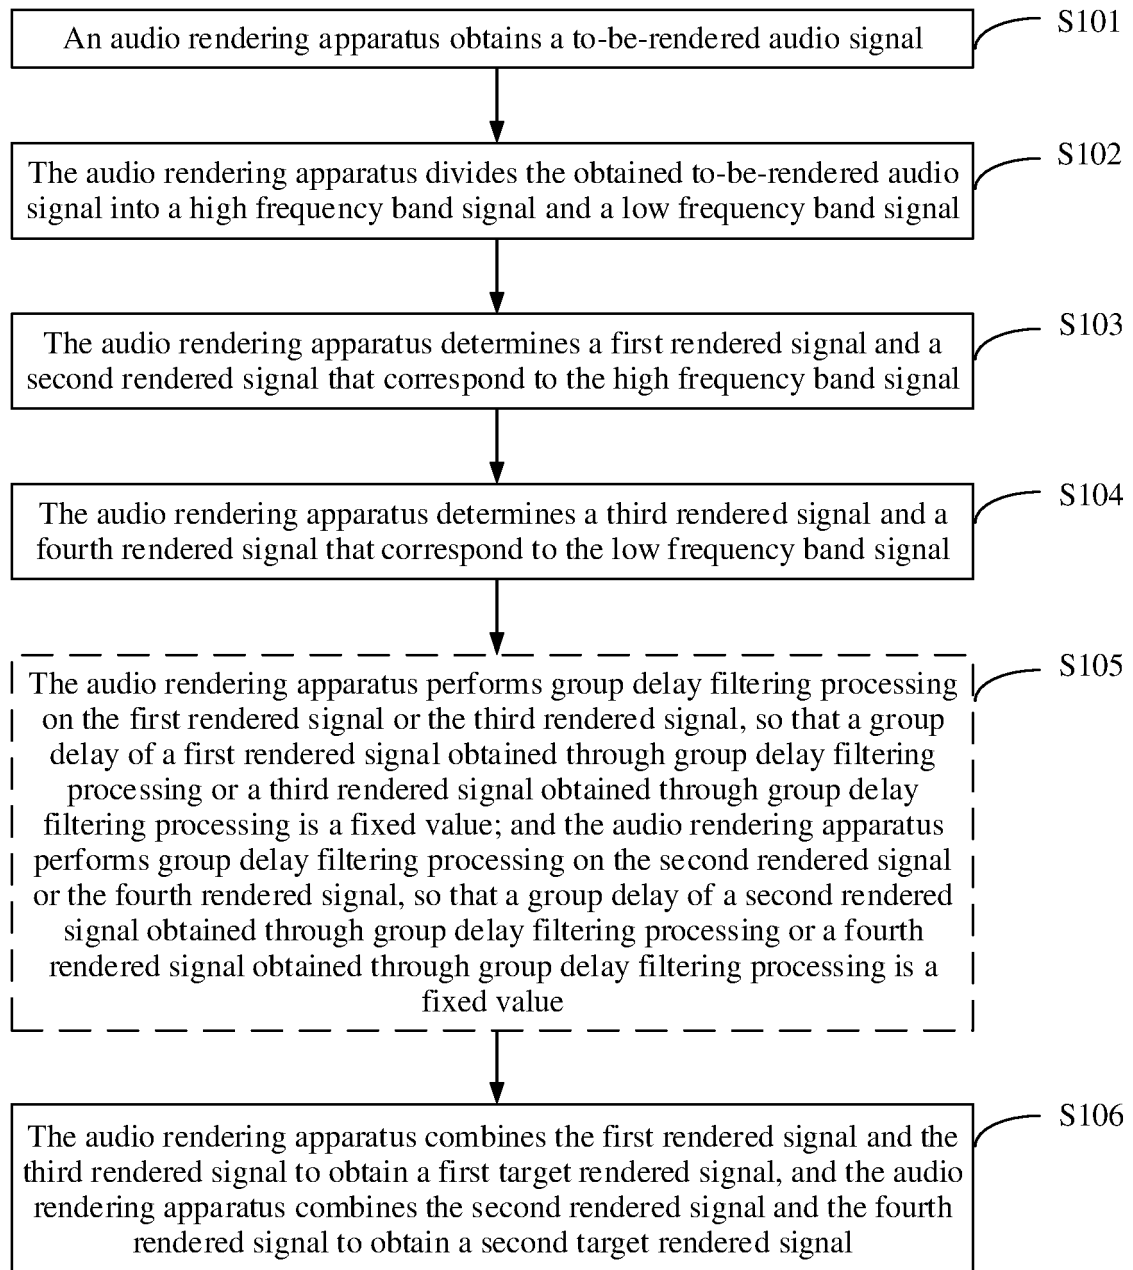 An audio rendering apparatus obtains a to-be-rendered audio signal
S101
The audio rendering apparatus divides the obtained to-be-rendered audio
signal into a high frequency band signal and a low frequency band signal
S102
The audio rendering apparatus determines a first rendered signal and a
second rendered signal that correspond to the high frequency band signal
S103
The audio rendering apparatus determines a third rendered signal and a
fourth rendered signal that correspond to the low frequency band signal
S104
The audio rendering apparatus performs group delay filtering processing
on the first rendered signal or the third rendered signal, so that a group
delay of a first rendered signal obtained through group delay filtering
processing or a third rendered signal obtained through group delay
filtering processing is a fixed value; and the audio rendering apparatus
performs group delay filtering processing on the second rendered signal
or the fourth rendered signal, so that a group delay of a second rendered
signal obtained through group delay filtering processing or a fourth
rendered signal obtained through group delay filtering processing is a
fixed value
S105
The audio rendering apparatus combines the first rendered signal and the
third rendered signal to obtain a first target rendered signal, and the audio
rendering apparatus combines the second rendered signal and the fourth
rendered signal to obtain a second target rendered signal
S106